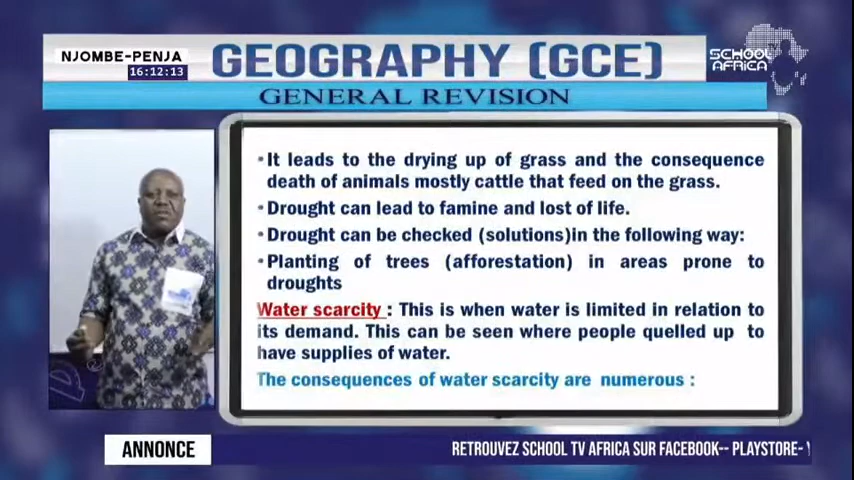 NJOMBE-PENJA
16:12:13
GEOGRAPHY (GCE)
SCHOOL
AFRICA
GENERAL REVISION
•It leads to the drying up of grass and the consequence
death of animals mostly cattle that feed on the grass.
•Drought can lead to famine and lost of life.
•Drought can be checked (solutions)in the following way:
•Planting of trees (afforestation) in areas prone to
droughts
Water scarcity : This is when water is limited in relation to
its demand. This can be seen where people quelled up to
have supplies of water.
The consequences of water scarcity are numerous :
ANNONCE
RETROUVEZ SCHOOL TV AFRICA SUR FACEBOOK-- PLAYSTORE-